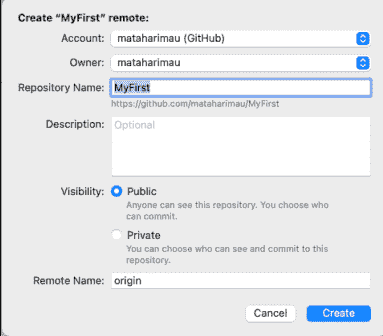 Create “MyFirst” remote:
Account: mataharimau (GitHub)
Owner: mataharimau
Repository Name: MyFirst
https://github.com/mataharimau/MyFirst
Description: Optional
Visibility: Public
Anyone can see this repository. You choose who
can commit.
Private
You can choose who can see and commit to this
repository.
Remote Name: origin
Cancel Create